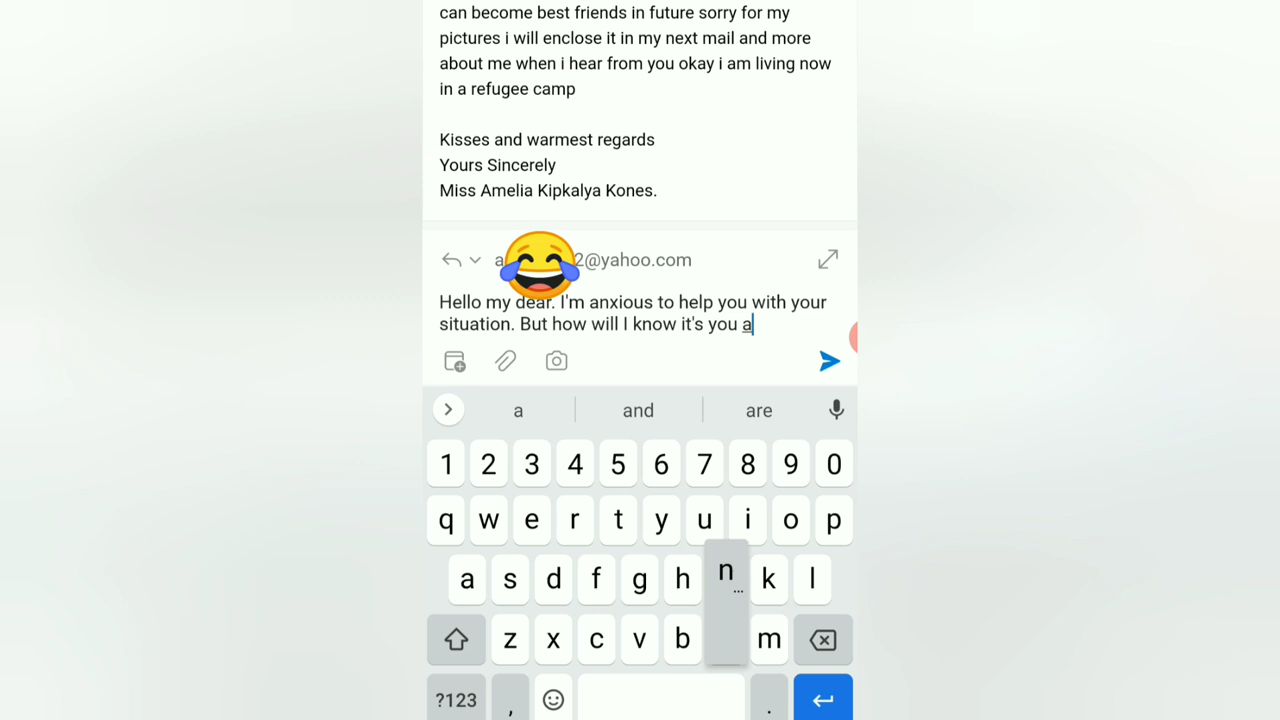 can become best friends in future sorry for my
pictures i will enclose it in my next mail and more
about me when i hear from you okay i am living now
in a refugee camp
Kisses and warmest regards
Yours Sincerely
Miss Amelia Kipkalya Kones.
a 2@yahoo.com
Hello my dear. I'm anxious to help you with your
situation. But how will I know it's you a
a and are
1 2 3 4 5 6 7 8 9 0
q w e r t y u i o p
a s d f g h n... k l
z x c v b m
?123 , .